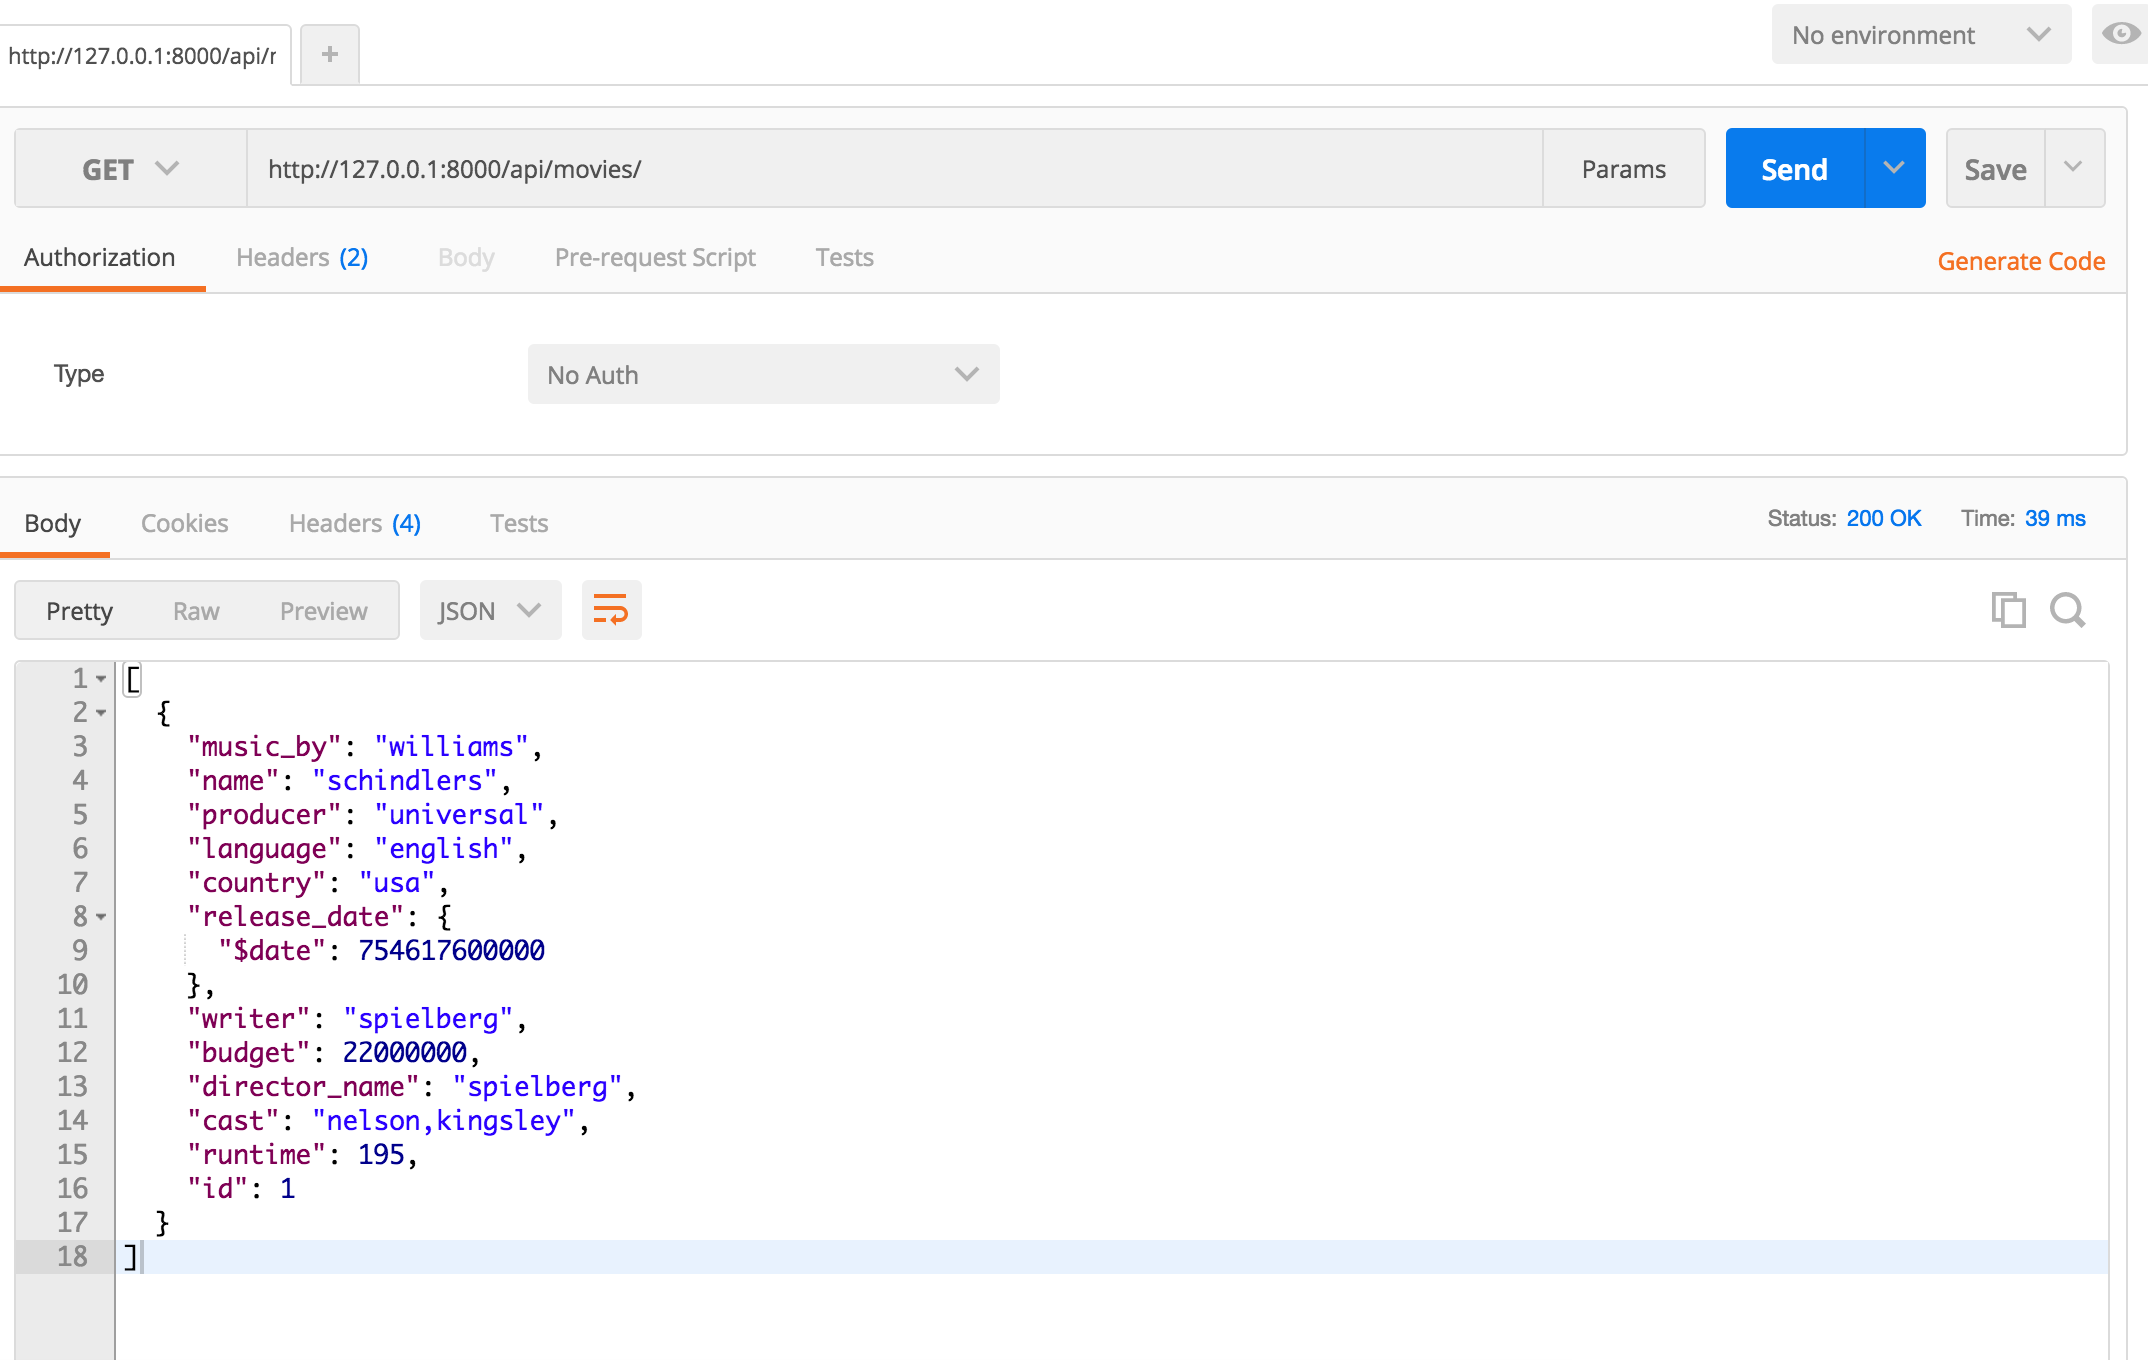 http://127.0.0.1:8000/api/r
+
No environment
GET
http://127.0.0.1:8000/api/movies/
Params
Send
Save
Authorization
Headers (2)
Body
Pre-request Script
Tests
Generate Code
Type
No Auth
Body
Cookies
Headers (4)
Tests
Status: 200 OK
Time: 39 ms
Pretty
Raw
Preview
JSON
1 [
2 {
3 "music_by": "williams",
4 "name": "schindlers",
5 "producer": "universal",
6 "language": "english",
7 "country": "usa",
8 "release_date": {
9 "$date": 754617600000
10 },
11 "writer": "spielberg",
12 "budget": 22000000,
13 "director_name": "spielberg",
14 "cast": "nelson,kingsley",
15 "runtime": 195,
16 "id": 1
17 }
18 ]